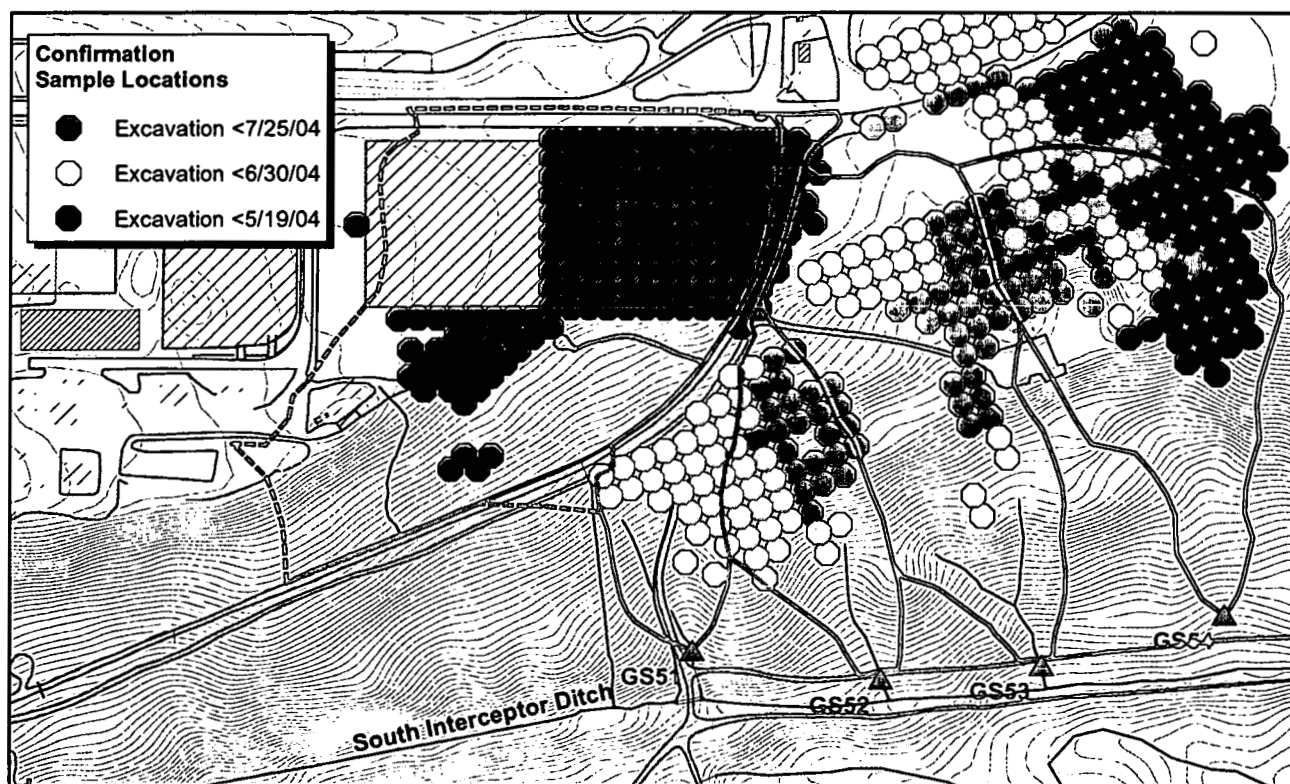 Confirmation
Sample Locations
Excavation <7/25/04
Excavation <6/30/04
Excavation <5/19/04
GS54
GS51
GS53
GS52
South Interceptor Ditch